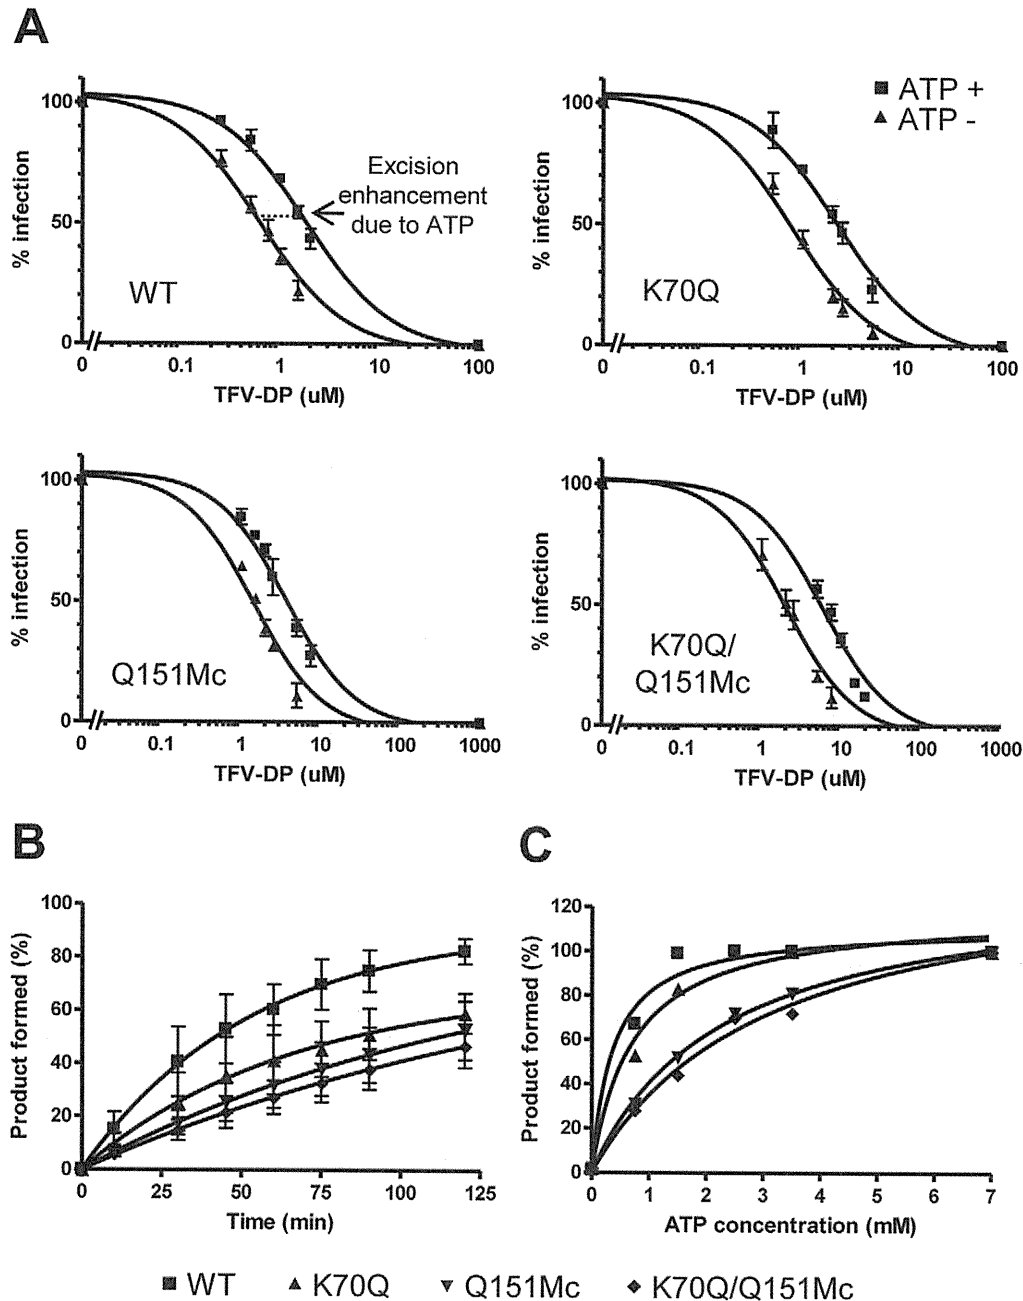 A
% infection
100
50
0
Excision
enhancement
due to ATP
WT
0 0.1 1 10 100
TFV-DP (uM)
% infection
100
50
0
ATP +
ATP -
K70Q
0 0.1 1 10 100
TFV-DP (uM)
% infection
100
50
0
Q151Mc
0 0.1 1 10 100 1000
TFV-DP (uM)
% infection
100
50
0
K70Q/
Q151Mc
0 0.1 1 10 100 1000
TFV-DP (uM)
B
Product formed (%)
100
80
60
40
20
0
0 25 50 75 100 125
Time (min)
C
Product formed (%)
120
100
80
60
40
20
0
0 1 2 3 4 5 6 7
ATP concentration (mM)
WT K70Q Q151Mc K70Q/Q151Mc